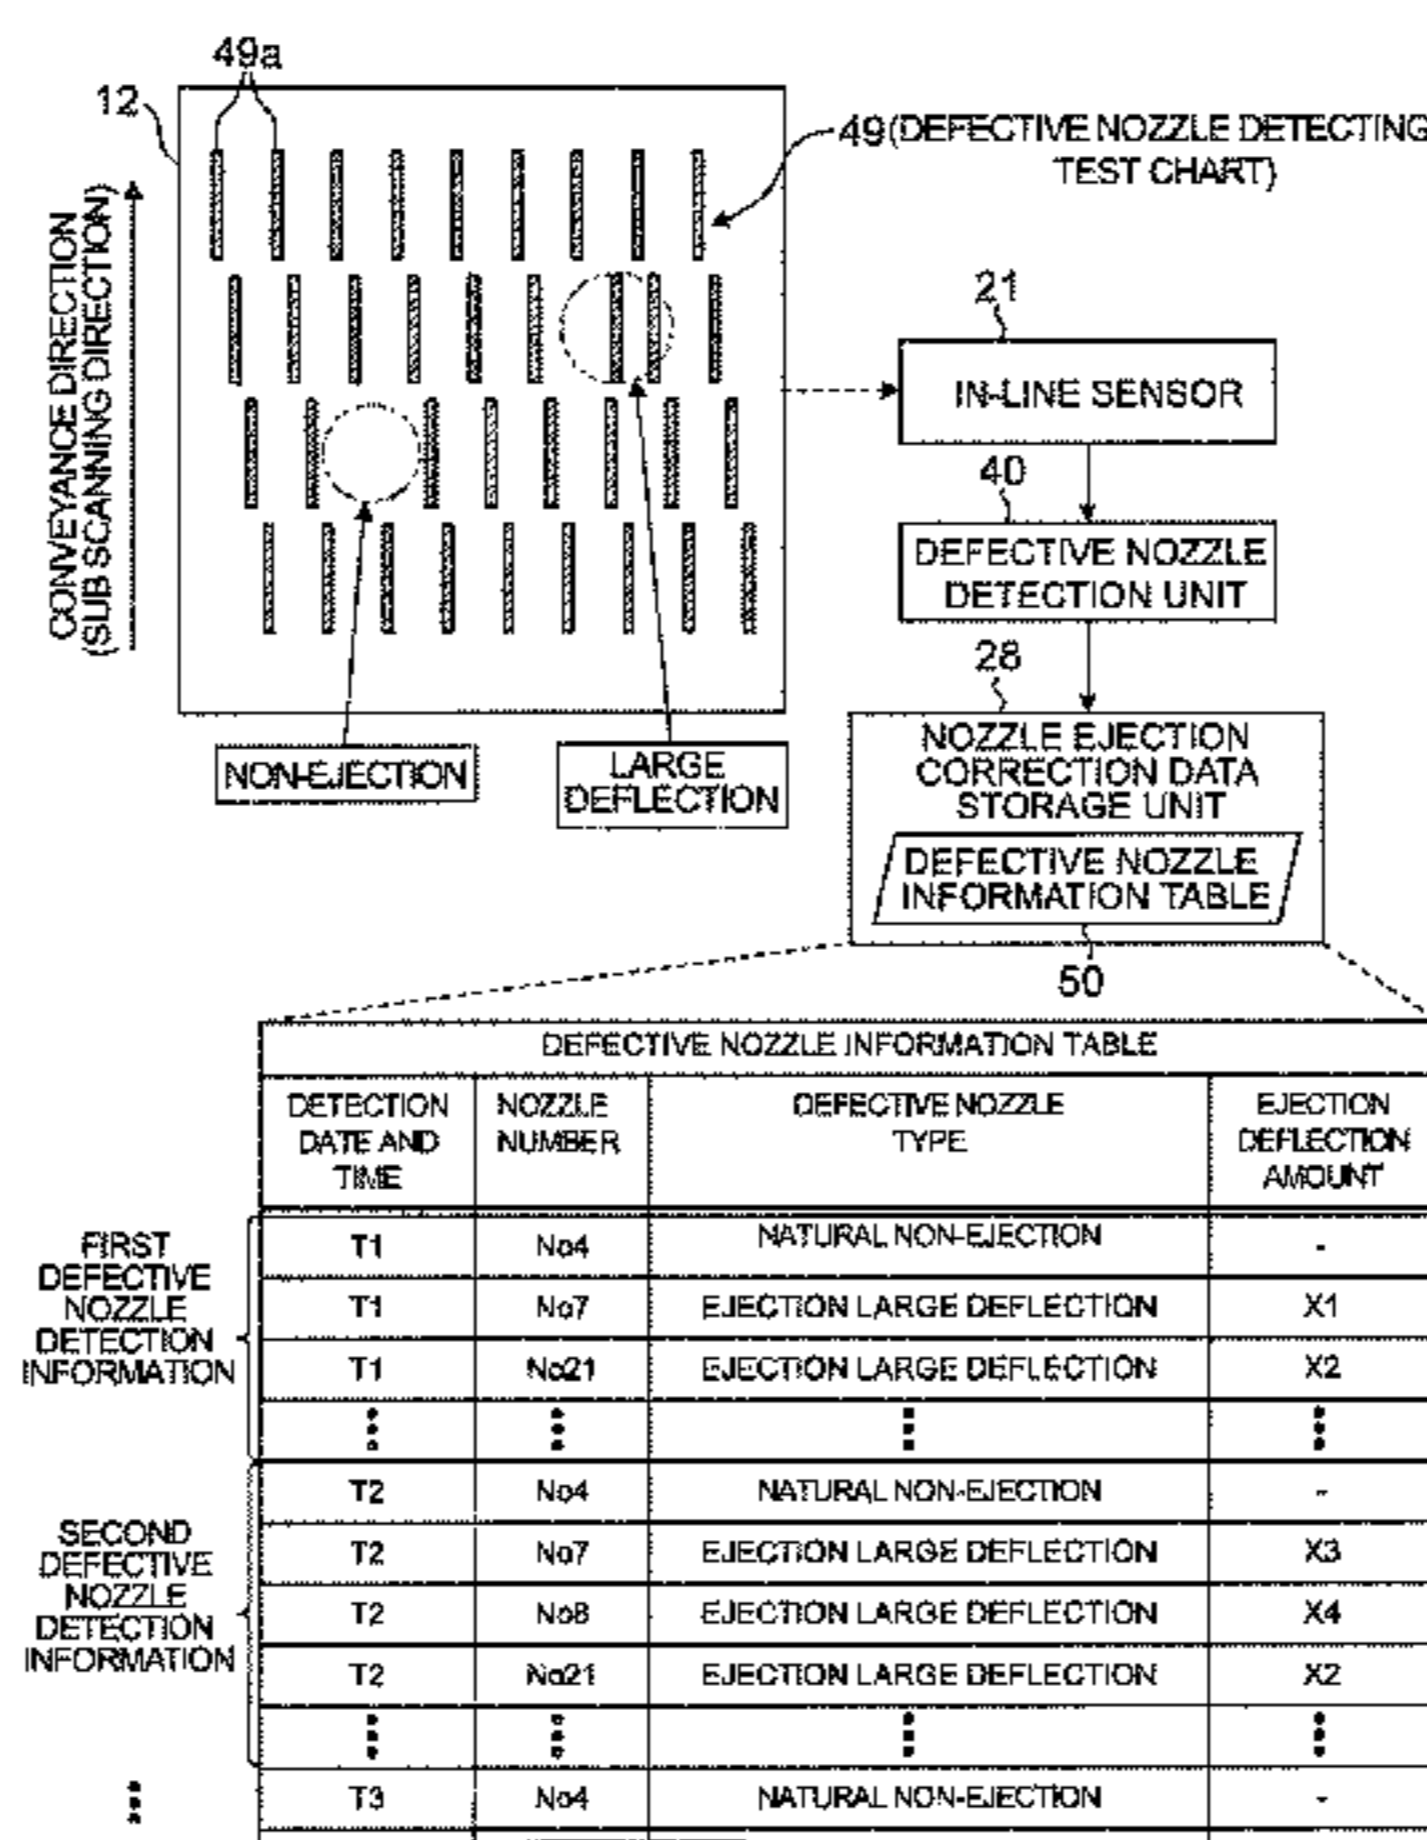 49a
12
49(DEFECTIVE NOZZLE DETECTING
TEST CHART)
CONVEYANCE DIRECTION
(SUB SCANNING DIRECTION)
21
IN-LINE SENSOR
40
DEFECTIVE NOZZLE
DETECTION UNIT
28
NON-EJECTION
LARGE
DEFLECTION
NOZZLE EJECTION
CORRECTION DATA
STORAGE UNIT
DEFECTIVE NOZZLE
INFORMATION TABLE
50
DEFECTIVE NOZZLE INFORMATION TABLE
DETECTION
DATE AND
TIME
NOZZLE
NUMBER
DEFECTIVE NOZZLE
TYPE
EJECTION
DEFLECTION
AMOUNT
FIRST
DEFECTIVE
NOZZLE
DETECTION
INFORMATION
T1 No4 NATURAL NON-EJECTION -
T1 No7 EJECTION LARGE DEFLECTION X1
T1 No21 EJECTION LARGE DEFLECTION X2
SECOND
DEFECTIVE
NOZZLE
DETECTION
INFORMATION
T2 No4 NATURAL NON-EJECTION -
T2 No7 EJECTION LARGE DEFLECTION X3
T2 No8 EJECTION LARGE DEFLECTION X4
T2 No21 EJECTION LARGE DEFLECTION X2
T3 No4 NATURAL NON-EJECTION -